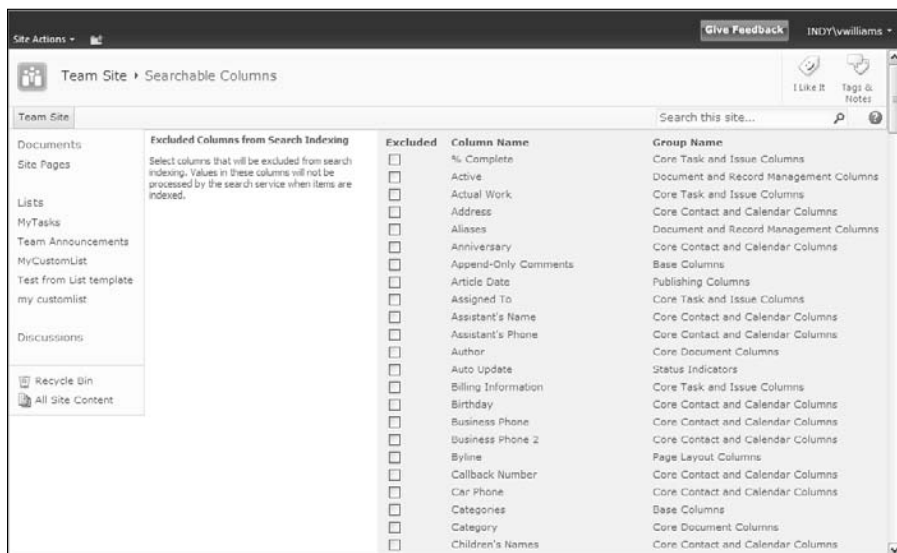 Site Actions
Give Feedback
INDY\vwilliams
Team Site ▸ Searchable Columns
I Like It
Tags & Notes
Team Site
Search this site...
Documents
Site Pages
Lists
MyTasks
Team Announcements
MyCustomList
Test from List template
my customlist
Discussions
Recycle Bin
All Site Content
Excluded Columns from Search Indexing
Select columns that will be excluded from search
indexing. Values in these columns will not be
processed by the search service when items are
indexed.
Excluded Column Name Group Name
% Complete Core Task and Issue Columns
Active Document and Record Management Columns
Actual Work Core Task and Issue Columns
Address Core Contact and Calendar Columns
Aliases Document and Record Management Columns
Anniversary Core Contact and Calendar Columns
Append-Only Comments Base Columns
Article Date Publishing Columns
Assigned To Core Task and Issue Columns
Assistant's Name Core Contact and Calendar Columns
Assistant's Phone Core Contact and Calendar Columns
Author Core Document Columns
Auto Update Status Indicators
Billing Information Core Task and Issue Columns
Birthday Core Contact and Calendar Columns
Business Phone Core Contact and Calendar Columns
Business Phone 2 Core Contact and Calendar Columns
Byline Page Layout Columns
Callback Number Core Contact and Calendar Columns
Car Phone Core Contact and Calendar Columns
Categories Base Columns
Category Core Document Columns
Children's Names Core Contact and Calendar Columns